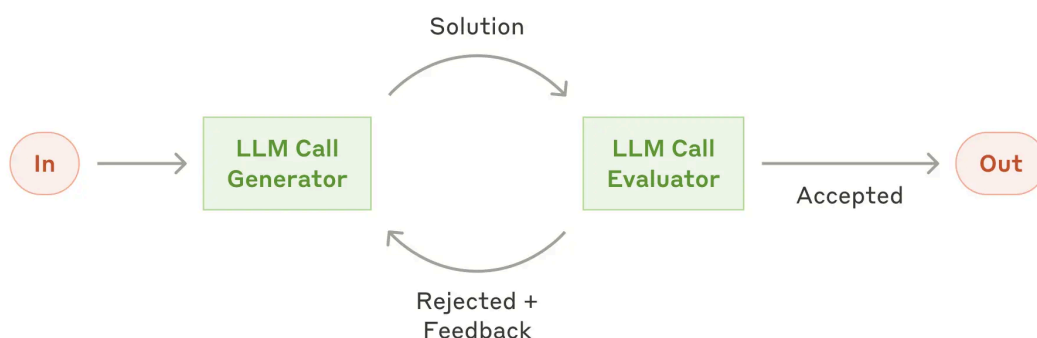 Solution
In
LLM Call
Generator
LLM Call
Evaluator
Accepted
Out
Rejected +
Feedback